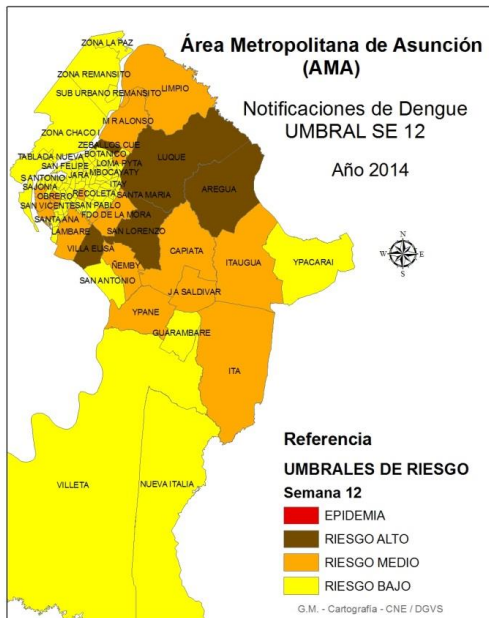 ZONA LA PAZ
Área Metropolitana de Asunción
(AMA)
ZONA REMANSITO
SUB URBANO REMANSITO
LIMPIO
Notificaciones de Dengue
UMBRAL SE 12
M R ALONSO
ZONA CHACO I
ZEBALLOS CUE
Año 2014
TABLADA NUEVA
BOTANICO
LUQUE
SAN FELIPE
LOMA PYTA
S ANTONIO
JARA
MBOCAYATY
SAJONIA
ITAY
AREGUA
OBRERO
RECOLETA
SANTA MARIA
SAN VICENTE
SAN PABLO
SANTA ANA
FDO DE LA MORA
LAMBARE
SAN LORENZO
VILLA ELISA
CAPIATA
ITAUGUA
YPACARAI
N
W
E
S
ÑEMBY
SAN ANTONIO
J A SALDIVAR
YPANE
GUARAMBARE
ITA
Referencia
UMBRALES DE RIESGO
Semana 12
VILLETA
NUEVA ITALIA
EPIDEMIA
RIESGO ALTO
RIESGO MEDIO
RIESGO BAJO
G.M. - Cartografía - CNE / DGVS